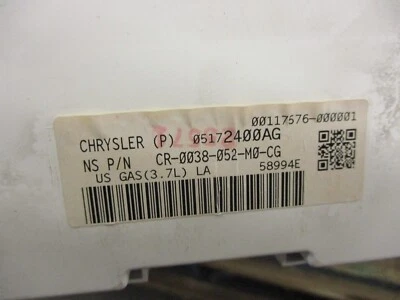 00117576-000001
CHRYSLER (P) 05172400AG
NS P/N CR-0038-052-M0-CG
US GAS(3.7L) LA 58994E